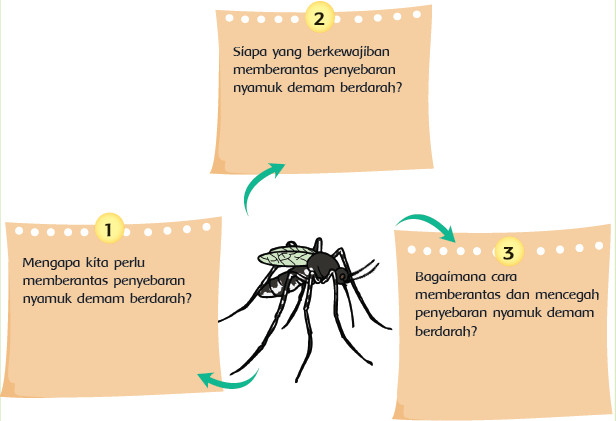 1
Mengapa kita perlu
memberantas penyebaran
nyamuk demam berdarah?
2
Siapa yang berkewajiban
memberantas penyebaran
nyamuk demam berdarah?
3
Bagaimana cara
memberantas dan mencegah
penyebaran nyamuk demam
berdarah?